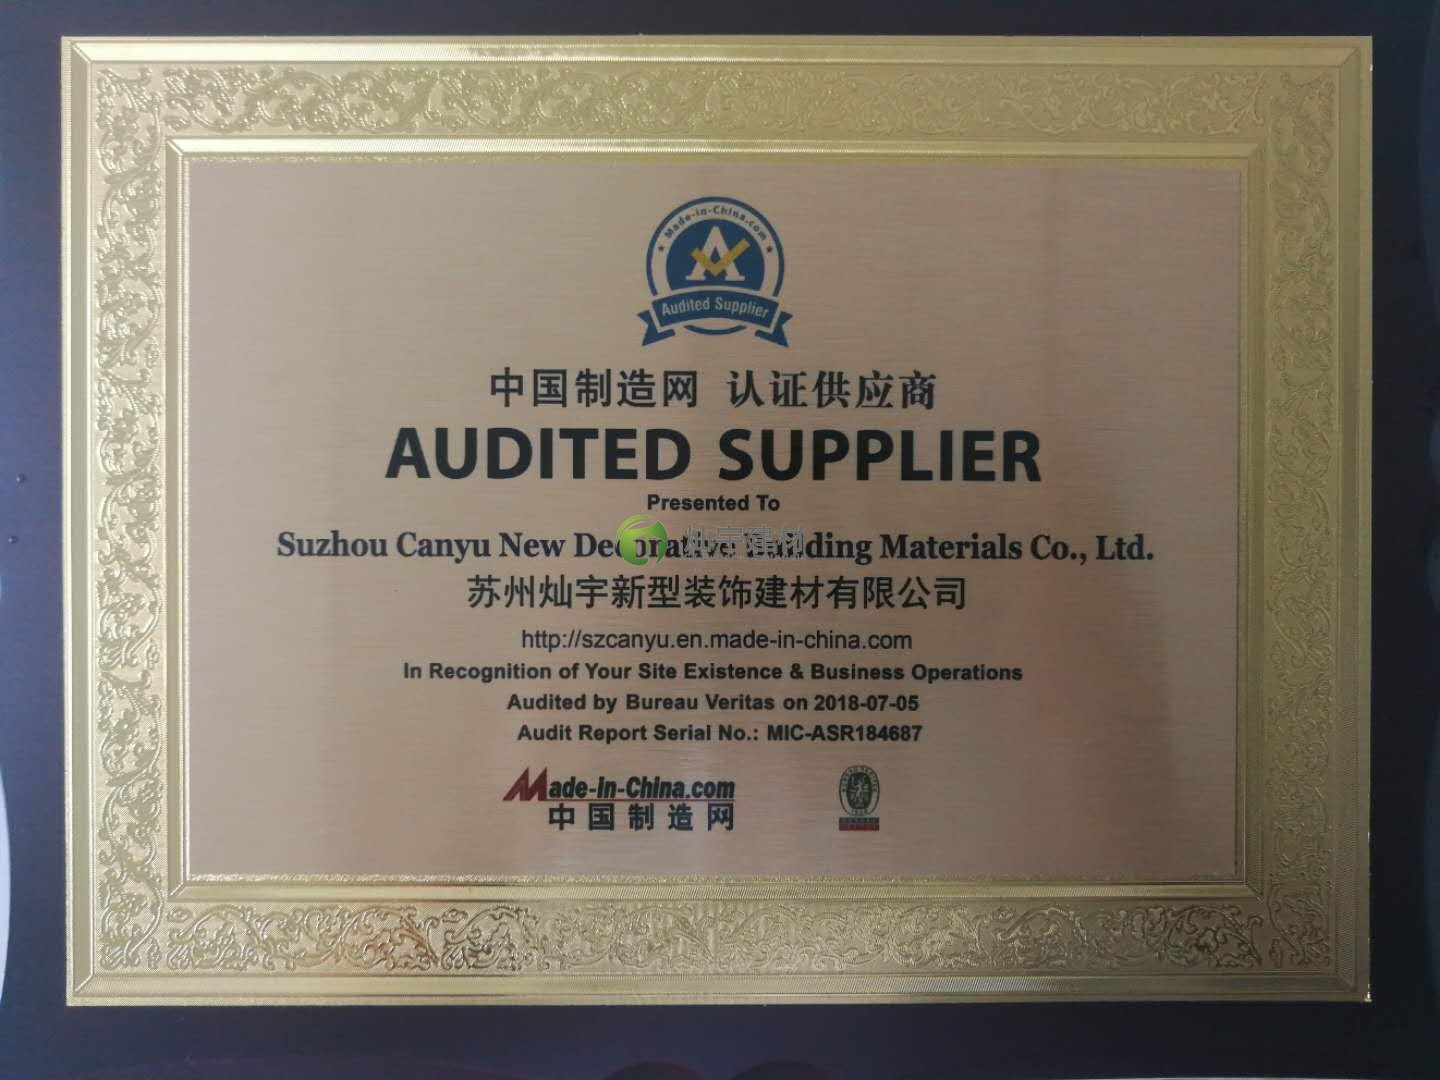 Made-in-China.com
A
Audited Supplier
中国制造网 认证供应商
AUDITED SUPPLIER
Presented To
Suzhou Canyu New Decorative Building Materials Co., Ltd.
灿宇建材
苏州灿宇新型装饰建材有限公司
http://szcanyu.en.made-in-china.com
In Recognition of Your Site Existence & Business Operations
Audited by Bureau Veritas on 2018-07-05
Audit Report Serial No.: MIC-ASR184687
Made-in-China.com
中国制造网